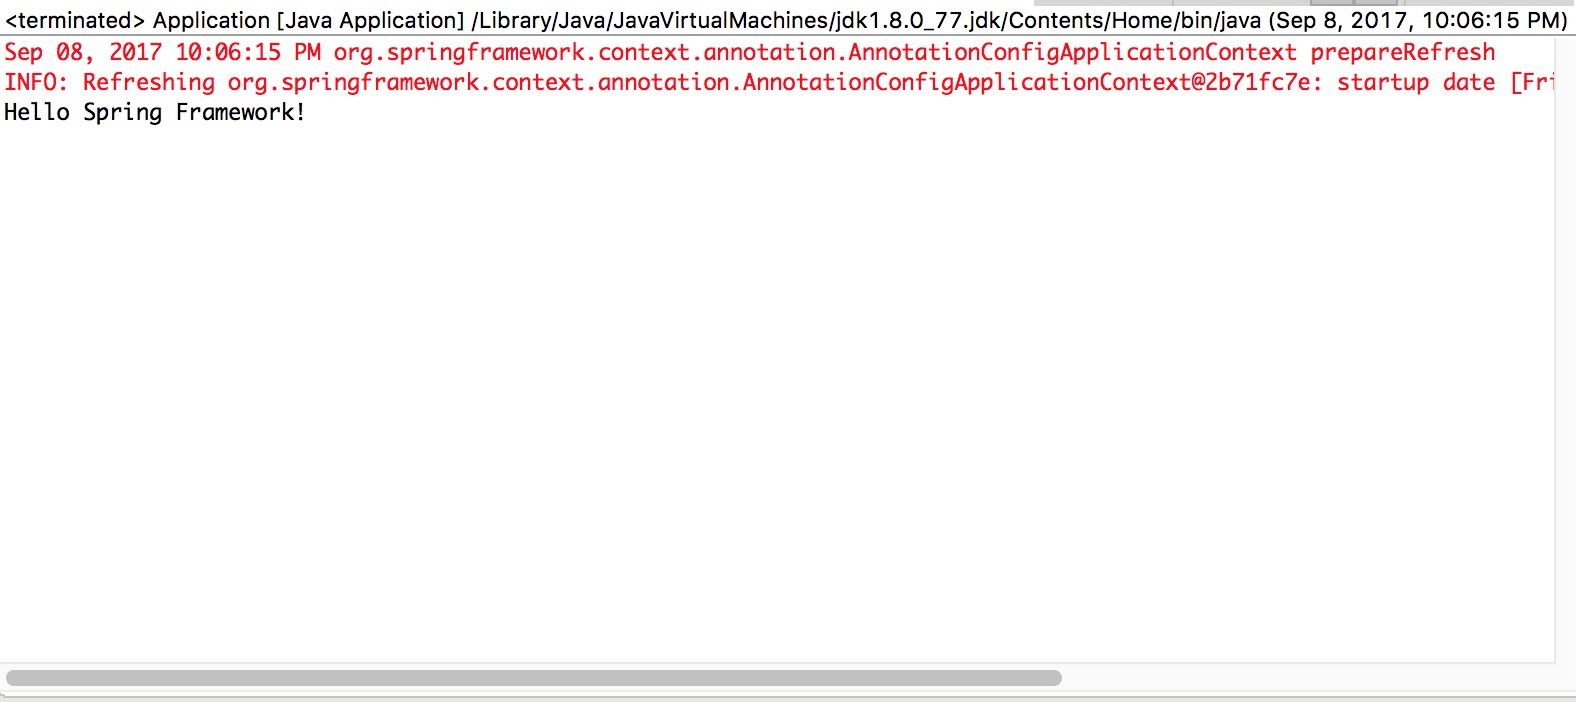 <terminated> Application [Java Application] /Library/Java/JavaVirtualMachines/jdk1.8.0_77.jdk/Contents/Home/bin/java (Sep 8, 2017, 10:06:15 PM)
Sep 08, 2017 10:06:15 PM org.springframework.context.annotation.AnnotationConfigApplicationContext prepareRefresh
INFO: Refreshing org.springframework.context.annotation.AnnotationConfigApplicationContext@2b71fc7e: startup date [Fri
Hello Spring Framework!